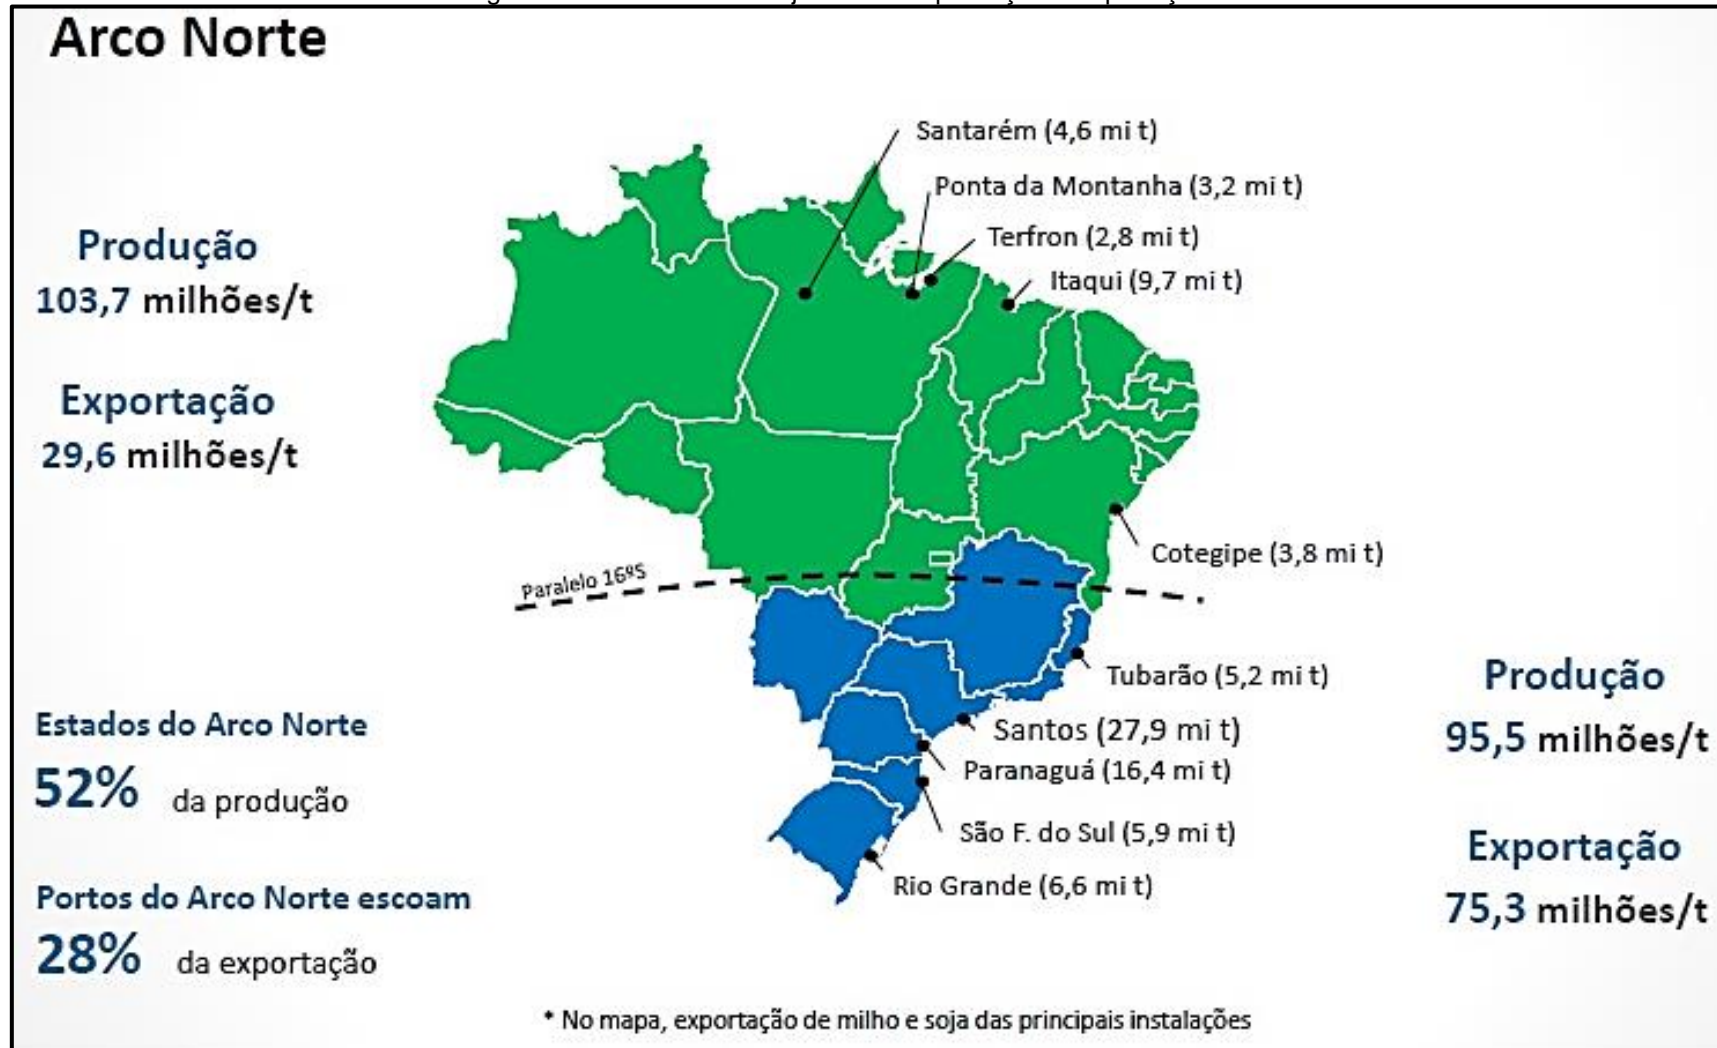 Arco Norte
Santarém (4,6 mi t)
Ponta da Montanha (3,2 mi t)
Terfron (2,8 mi t)
Itaqui (9,7 mi t)
Produção
103,7 milhões/t
Exportação
29,6 milhões/t
Cotegipe (3,8 mi t)
Paralelo 16ºS
Tubarão (5,2 mi t)
Santos (27,9 mi t)
Paranaguá (16,4 mi t)
São F. do Sul (5,9 mi t)
Rio Grande (6,6 mi t)
Produção
95,5 milhões/t
Exportação
75,3 milhões/t
Estados do Arco Norte
52% da produção
Portos do Arco Norte escoam
28% da exportação
* No mapa, exportação de milho e soja das principais instalações